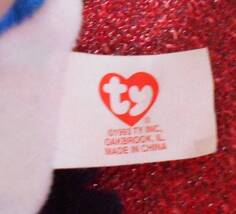 ty
®
©1993 TY INC.,
OAKBROOK, IL.
MADE IN CHINA